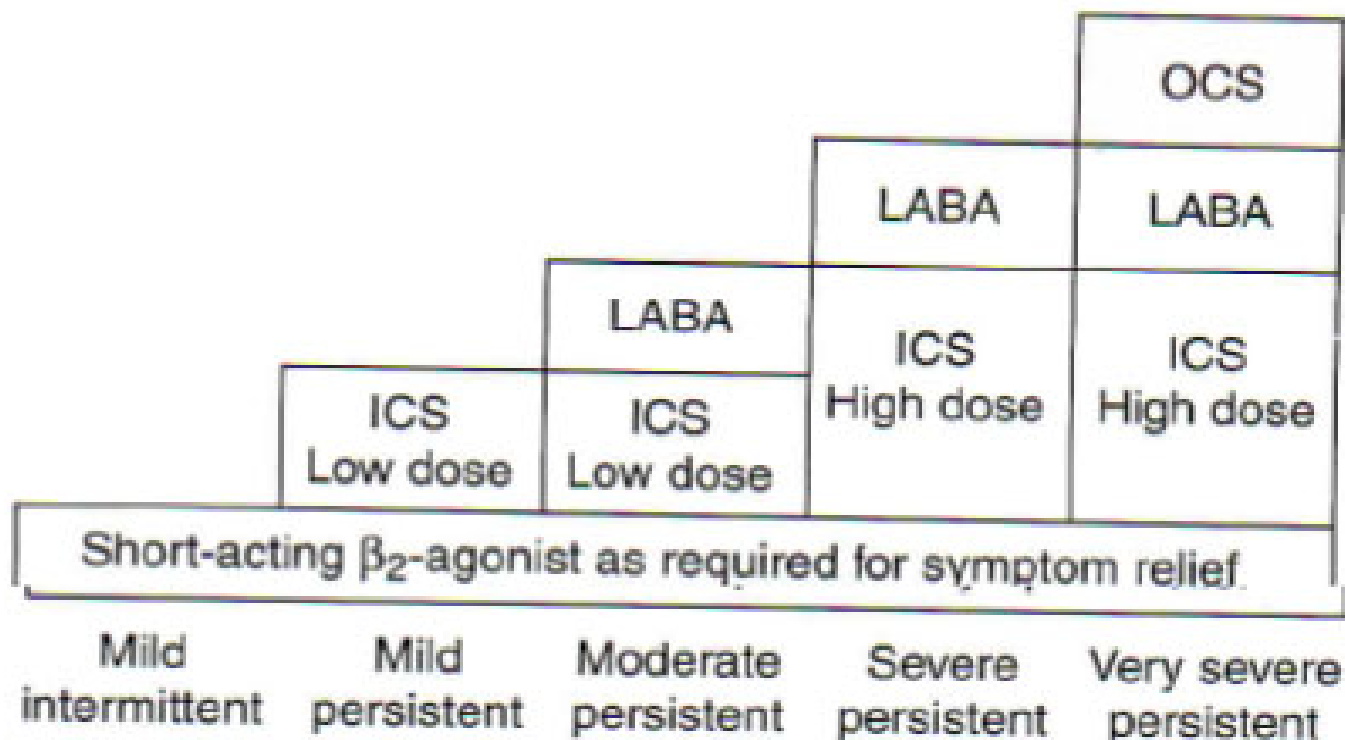 OCS
LABA
LABA
LABA
ICS
High dose
ICS
High dose
ICS
Low dose
ICS
Low dose
Short-acting β₂-agonist as required for symptom relief
Mild
intermittent
Mild
persistent
Moderate
persistent
Severe
persistent
Very severe
persistent